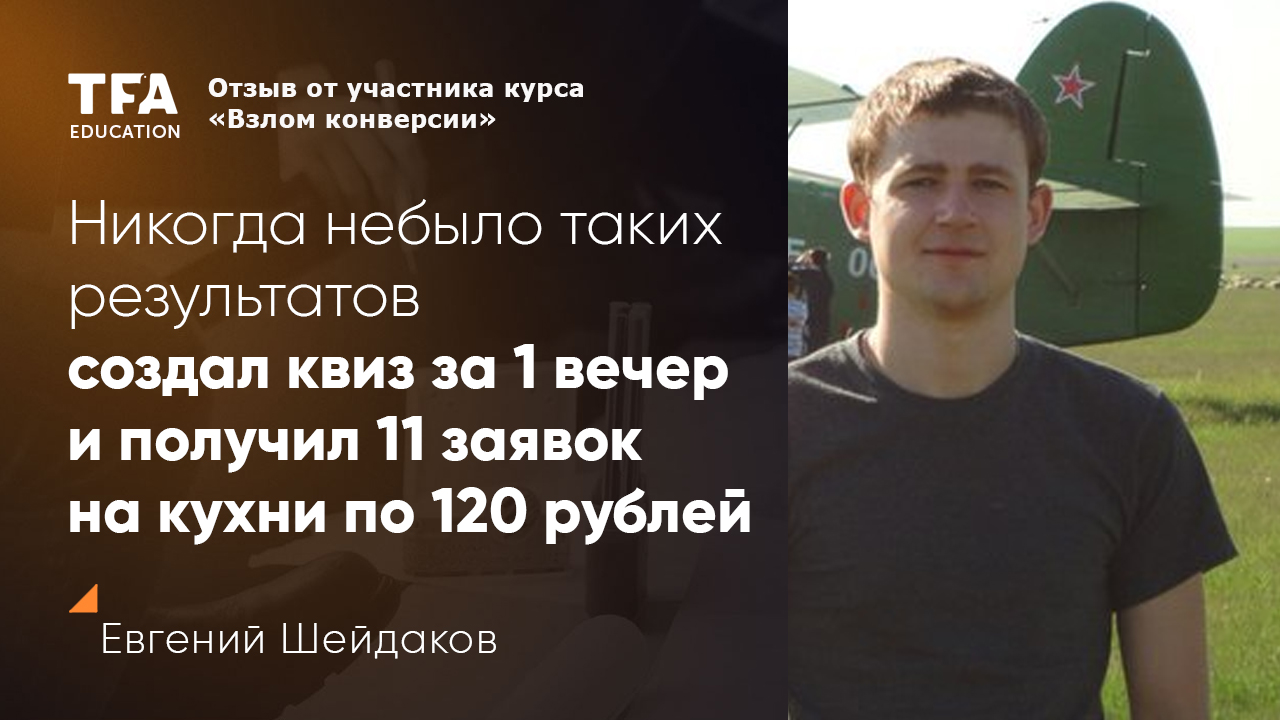 TFA
EDUCATION
Отзыв от участника курса
«Взлом конверсии»
Никогда небыло таких
результатов
создал квиз за 1 вечер
и получил 11 заявок
на кухни по 120 рублей
Евгений Шейдаков